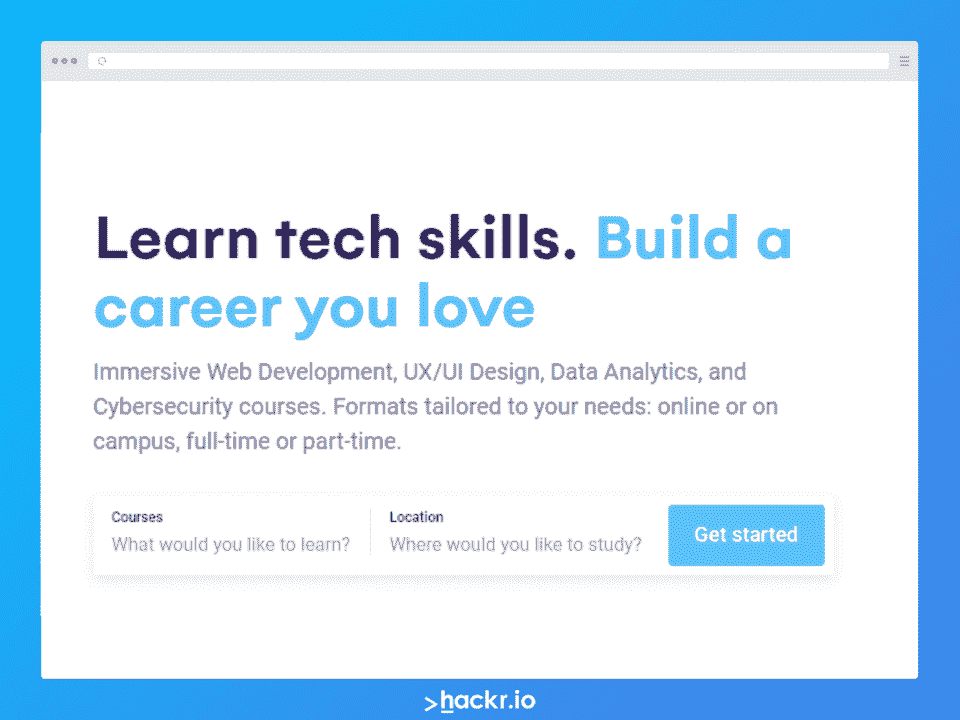 Learn tech skills. Build a
career you love
Immersive Web Development, UX/UI Design, Data Analytics, and
Cybersecurity courses. Formats tailored to your needs: online or on
campus, full-time or part-time.
Courses
What would you like to learn?
Location
Where would you like to study?
Get started
>hackr.io